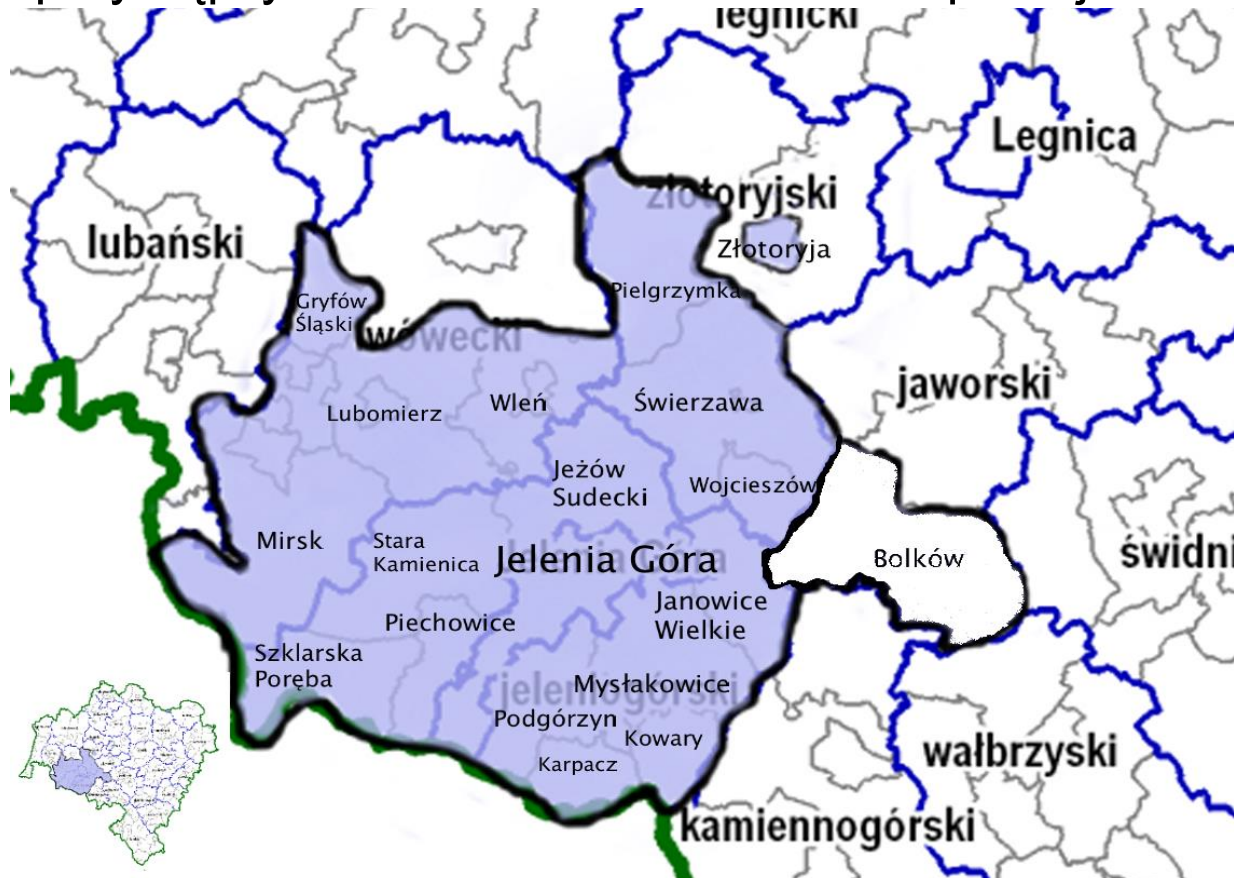 legnicki
Legnica
złotoryjski
lubański
Złotoryja
Gryfów
Śląski
Pielgrzymka
wówecki
jaworski
Lubomierz
Wleń
Świerzawa
Jeżów
Sudecki
Wojcieszów
Mirsk
Stara
Kamienica
Jelenia Góra
Bolków
świdni
Janowice
Wielkie
Piechowice
Szklarska
Poręba
jeleniogórski
Mysłakowice
Podgórzyn
Kowary
Karpacz
wałbrzyski
kamiennogórski